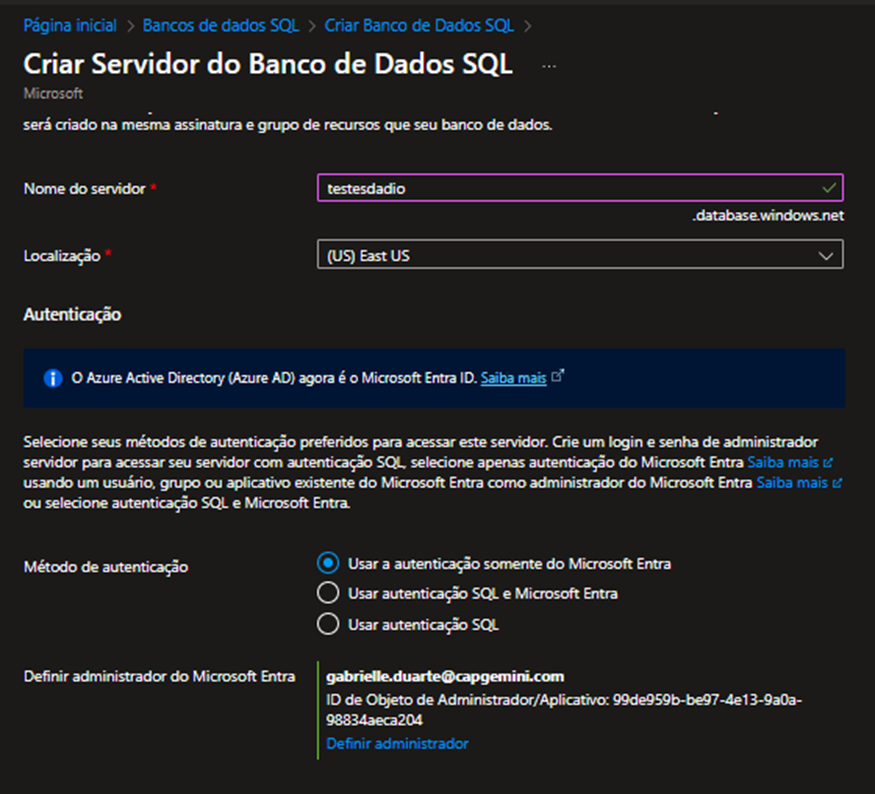 Página inicial > Bancos de dados SQL > Criar Banco de Dados SQL >
Criar Servidor do Banco de Dados SQL ...
Microsoft
será criado na mesma assinatura e grupo de recursos que seu banco de dados.
Nome do servidor * testesdadio
.database.windows.net
Localização * (US) East US
Autenticação
O Azure Active Directory (Azure AD) agora é o Microsoft Entra ID. Saiba mais
Selecione seus métodos de autenticação preferidos para acessar este servidor. Crie um login e senha de administrador
servidor para acessar seu servidor com autenticação SQL, selecione apenas autenticação do Microsoft Entra Saiba mais
usando um usuário, grupo ou aplicativo existente do Microsoft Entra como administrador do Microsoft Entra Saiba mais
ou selecione autenticação SQL e Microsoft Entra.
Método de autenticação
Usar a autenticação somente do Microsoft Entra
Usar autenticação SQL e Microsoft Entra
Usar autenticação SQL
Definir administrador do Microsoft Entra
gabrielle.duarte@capgemini.com
ID de Objeto de Administrador/Aplicativo: 99de959b-be97-4e13-9a0a-
98834aeca204
Definir administrador